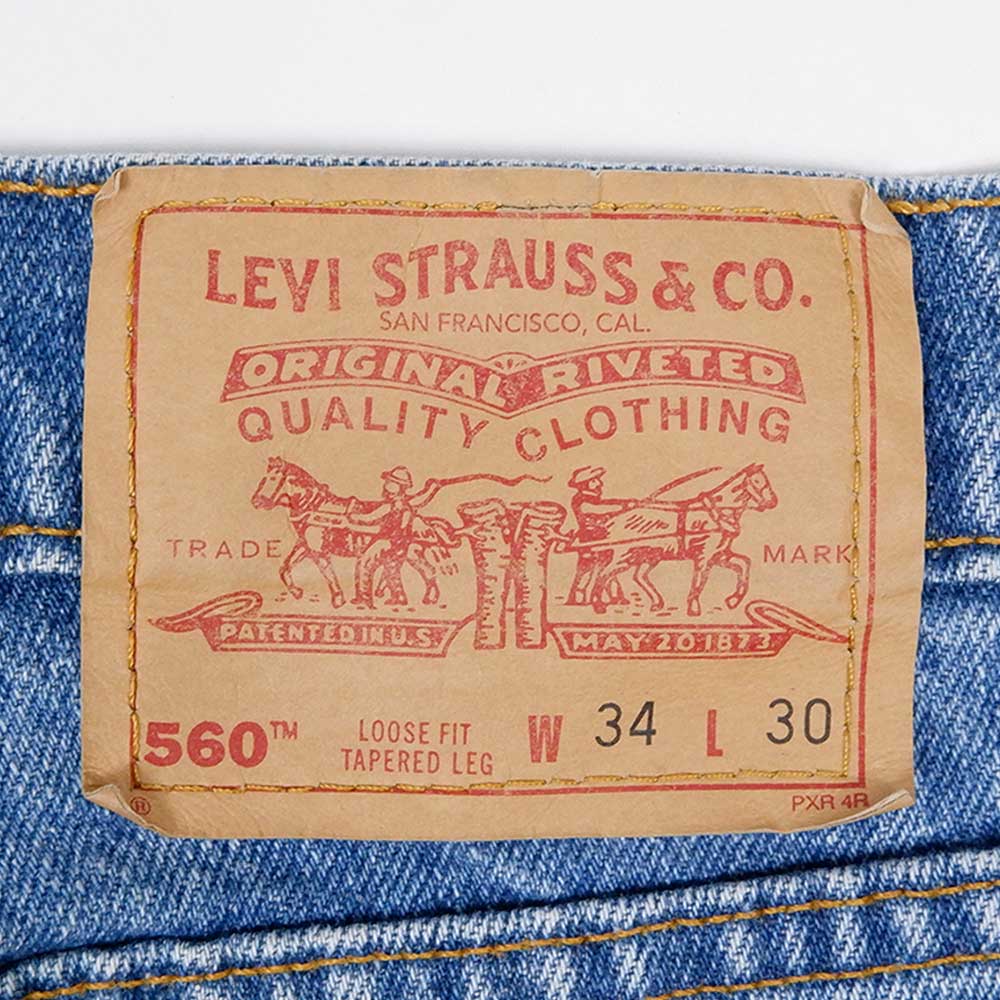 LEVI STRAUSS & CO.
SAN FRANCISCO, CAL.
ORIGINAL RIVETED
QUALITY CLOTHING
TRADE MARK
PATENTED IN U.S. MAY 20.1873
560™ LOOSE FIT TAPERED LEG W 34 L 30
® PXR 4R